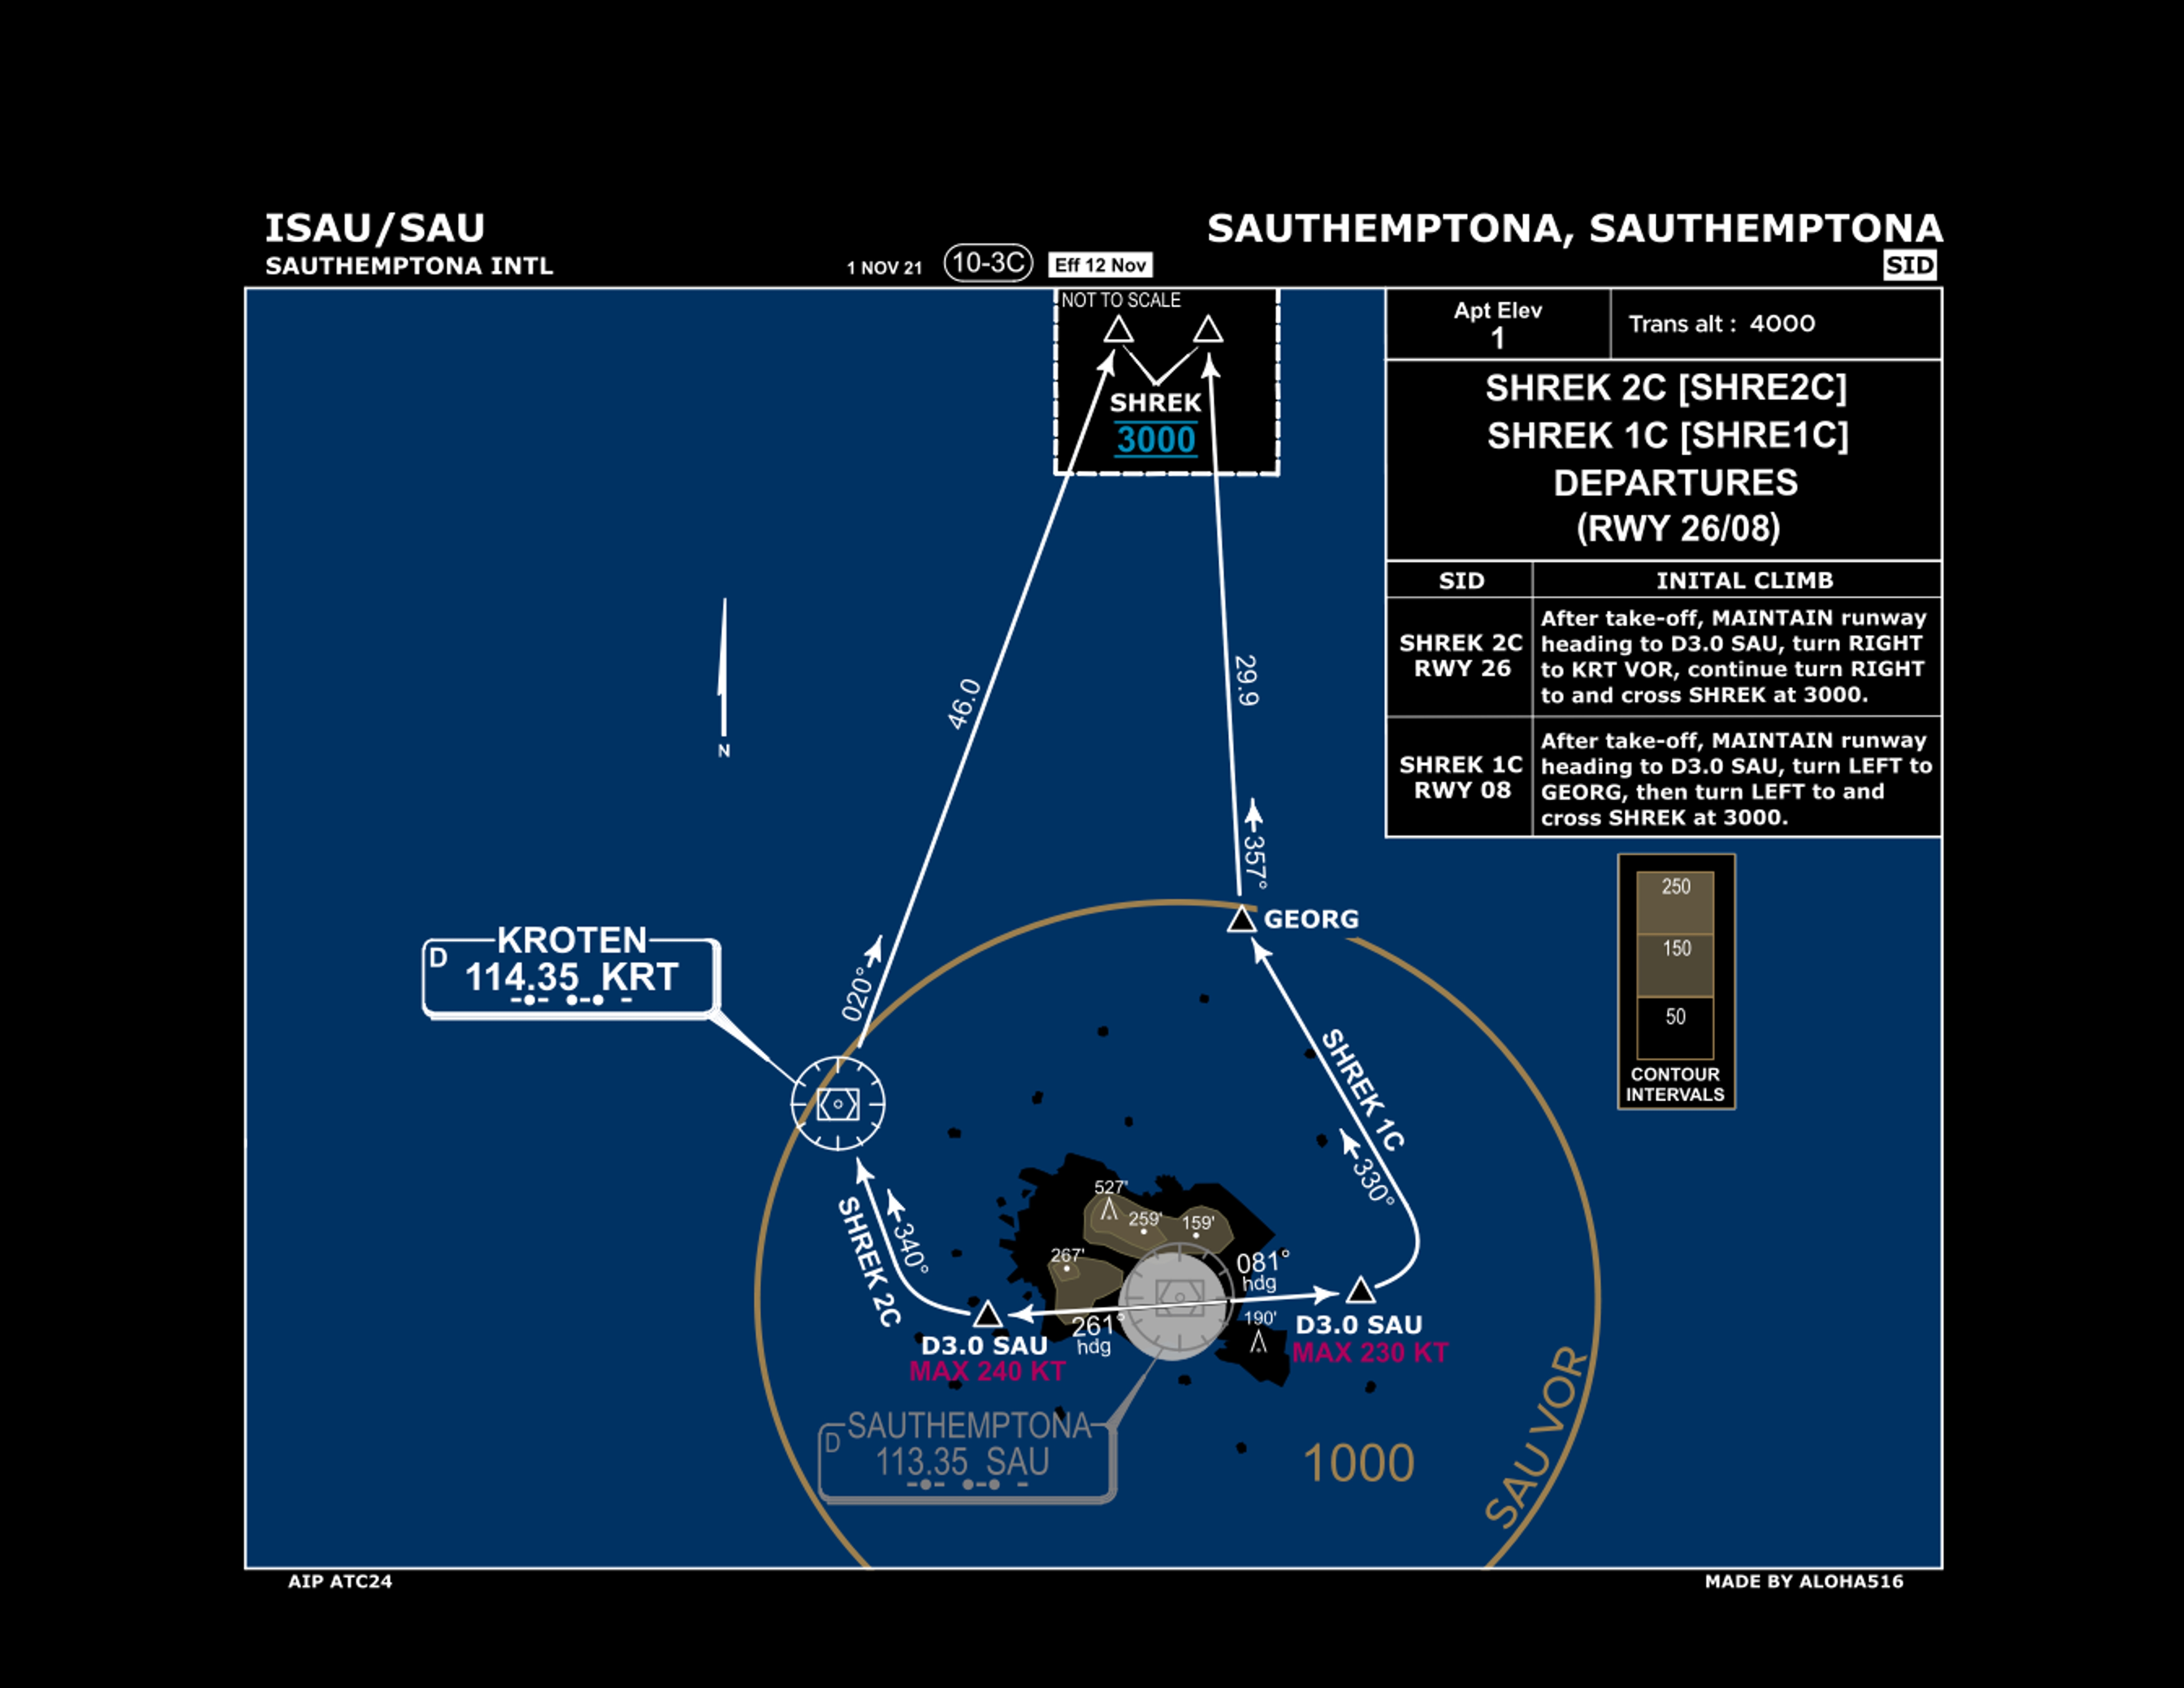 ISAU/SAU
SAUTHEMPTONA INTL
1 NOV 21
10-3C
Eff 12 Nov
SAUTHEMPTONA, SAUTHEMPTONA
SID
NOT TO SCALE
SHREK
3000
Apt Elev
1
Trans alt : 4000
SHREK 2C [SHRE2C]
SHREK 1C [SHRE1C]
DEPARTURES
(RWY 26/08)
SID
INITAL CLIMB
SHREK 2C
RWY 26
After take-off, MAINTAIN runway
heading to D3.0 SAU, turn RIGHT
to KRT VOR, continue turn RIGHT
to and cross SHREK at 3000.
SHREK 1C
RWY 08
After take-off, MAINTAIN runway
heading to D3.0 SAU, turn LEFT to
GEORG, then turn LEFT to and
cross SHREK at 3000.
46.0
29.9
N
357°
GEORG
250
150
50
CONTOUR
INTERVALS
KROTEN
D
114.35 KRT
020°
SHREK 1C
330°
SHREK 2C
340°
527'
259'
159'
267'
081°
hdg
261°
hdg
190'
D3.0 SAU
MAX 240 KT
D3.0 SAU
MAX 230 KT
SAUTHEMPTONA
D
113.35 SAU
1000
SAU VOR
AIP ATC24
MADE BY ALOHA516